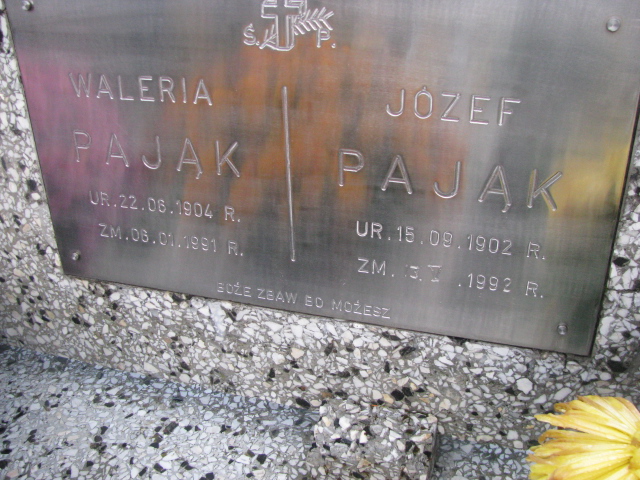 Ś. P.
WALERIA
PAJĄK
UR.22.06.1904 R.
ZM.06.01.1991 R.
JÓZEF
PAJĄK
UR.15.09.1902 R.
ZM. .1992 R.
BOŻE ZBAW BO MOŻESZ